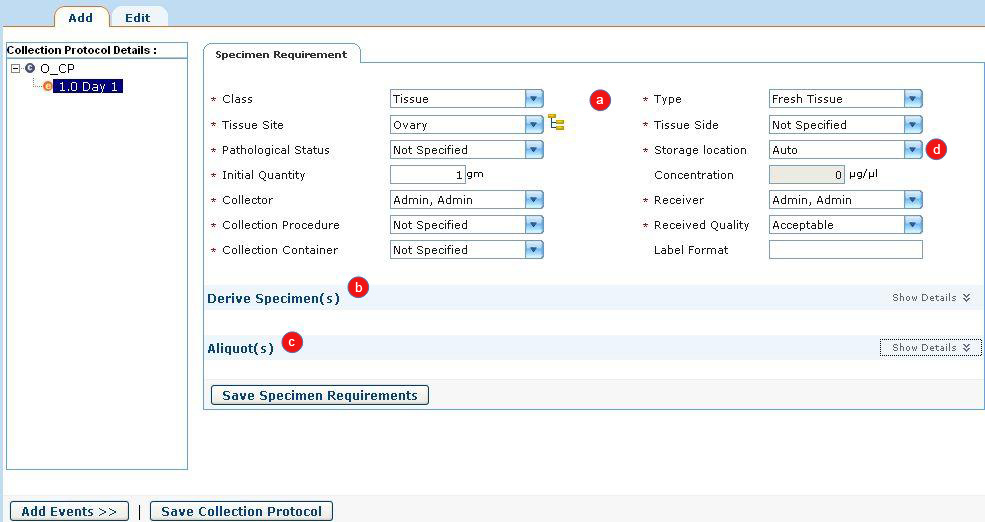 Add Edit
Collection Protocol Details :
O_CP
1.0 Day 1
Specimen Requirement
* Class Tissue a * Type Fresh Tissue
* Tissue Site Ovary * Tissue Side Not Specified
* Pathological Status Not Specified * Storage location Auto d
* Initial Quantity 1 gm Concentration 0 µg/µl
* Collector Admin, Admin * Receiver Admin, Admin
* Collection Procedure Not Specified * Received Quality Acceptable
* Collection Container Not Specified Label Format
Derive Specimen(s) b Show Details
Aliquot(s) c Show Details
Save Specimen Requirements
Add Events >> | Save Collection Protocol